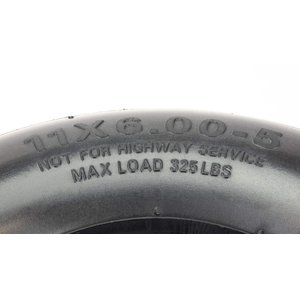 11X6.00-5
NOT FOR HIGHWAY SERVICE
MAX LOAD 325 LBS